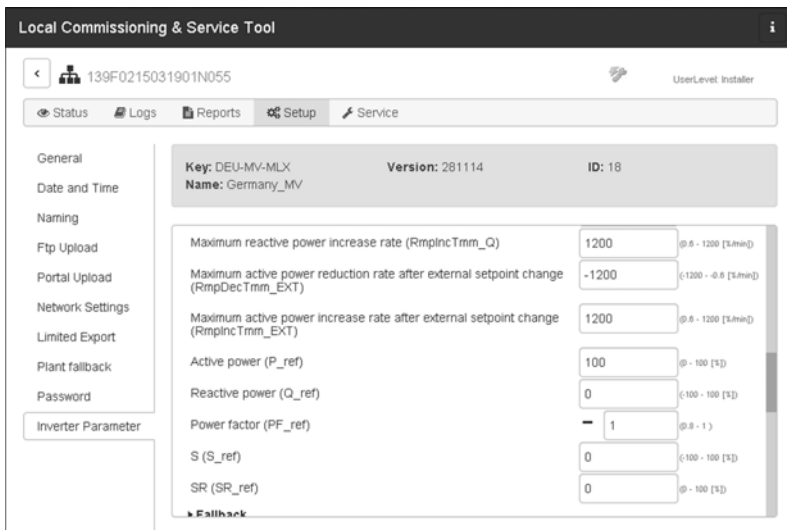 Local Commissioning & Service Tool
i
139F0215031901N055
UserLevel: Installer
Status Logs Reports Setup Service
General
Date and Time
Naming
Ftp Upload
Portal Upload
Network Settings
Limited Export
Plant fallback
Password
Inverter Parameter
Key: DEU-MV-MLX Version: 281114 ID: 18
Name: Germany_MV
Maximum reactive power increase rate (RmpIncTmm_Q) 1200 (0.6 - 1200 [%/min])
Maximum active power reduction rate after external setpoint change
(RmpDecTmm_EXT) -1200 (-1200 - -0.6 [%/min])
Maximum active power increase rate after external setpoint change
(RmpIncTmm_EXT) 1200 (0.6 - 1200 [%/min])
Active power (P_ref) 100 (0 - 100 [%])
Reactive power (Q_ref) 0 (-100 - 100 [%])
Power factor (PF_ref) – 1 (0.8 - 1 )
S (S_ref) 0 (-100 - 100 [%])
SR (SR_ref) 0 (0 - 100 [%])
Fallback